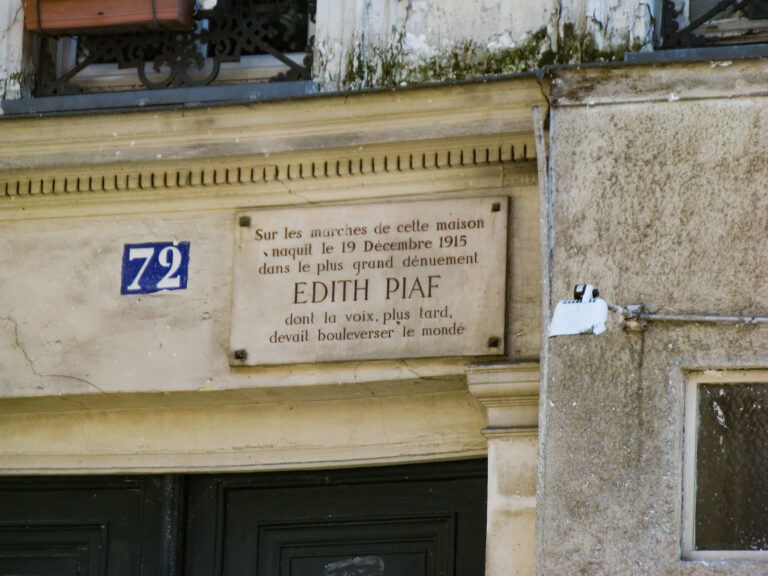 72
Sur les marches de cette maison
naquit le 19 Décembre 1915
dans le plus grand dénuement
EDITH PIAF
dont la voix, plus tard,
devait bouleverser le monde